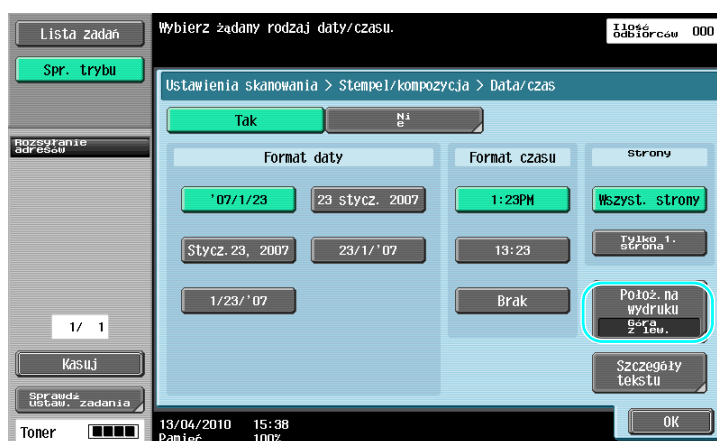 Lista zadań
Wybierz żądany rodzaj daty/czasu.
Ilość
odbiorców 000
Spr. trybu
Ustawienia skanowania > Stempel/kompozycja > Data/czas
Tak
Ni
e
Rozsyłanie
adresów
Format daty
Format czasu
Strony
'07/1/23
23 stycz. 2007
1:23PM
Wszyst. strony
Stycz.23, 2007
23/1/'07
13:23
Tylko 1.
strona
1/23/'07
Brak
Położ.na
wydruku
Góra
z lew.
1/ 1
Kasuj
Szczegóły
tekstu
Sprawdź
ustaw. zadania
OK
Toner
13/04/2010 15:38
Pamięć 100%